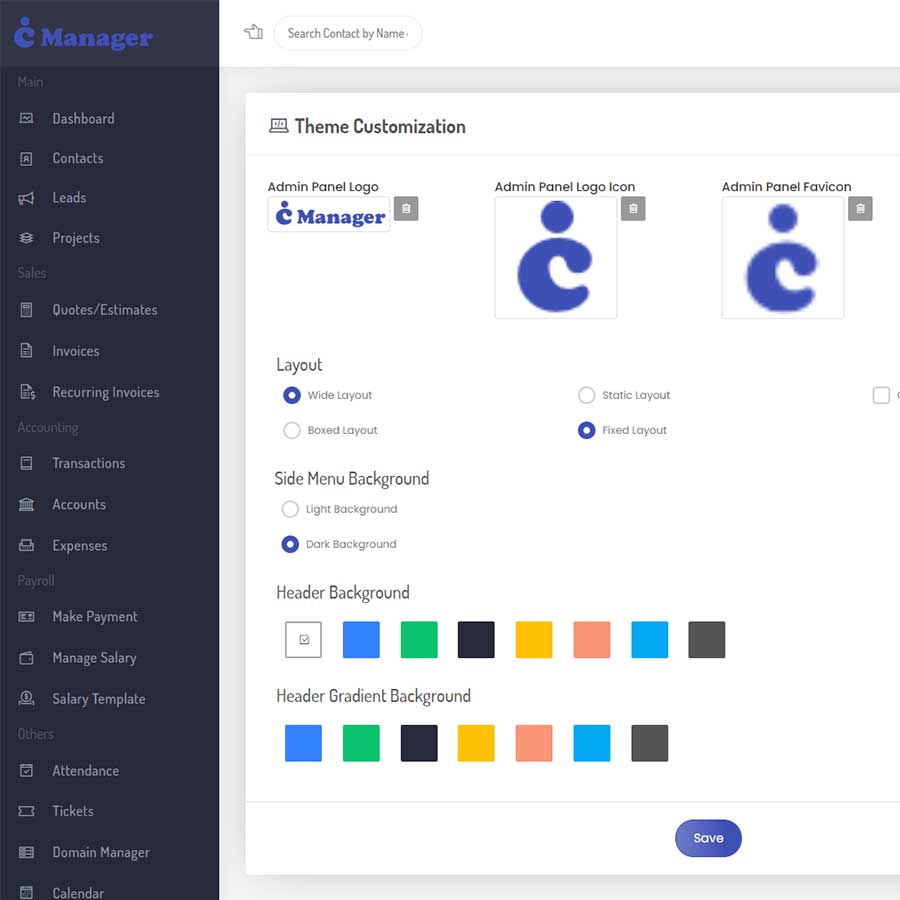 Manager
Search Contact by Name
Main
Dashboard
Contacts
Leads
Projects
Sales
Quotes/Estimates
Invoices
Recurring Invoices
Accounting
Transactions
Accounts
Expenses
Payroll
Make Payment
Manage Salary
Salary Template
Others
Attendance
Tickets
Domain Manager
Calendar
Theme Customization
Admin Panel Logo
Admin Panel Logo Icon
Admin Panel Favicon
c Manager
c
c
Layout
Wide Layout
Static Layout
Boxed Layout
Fixed Layout
Side Menu Background
Light Background
Dark Background
Header Background
Header Gradient Background
Save